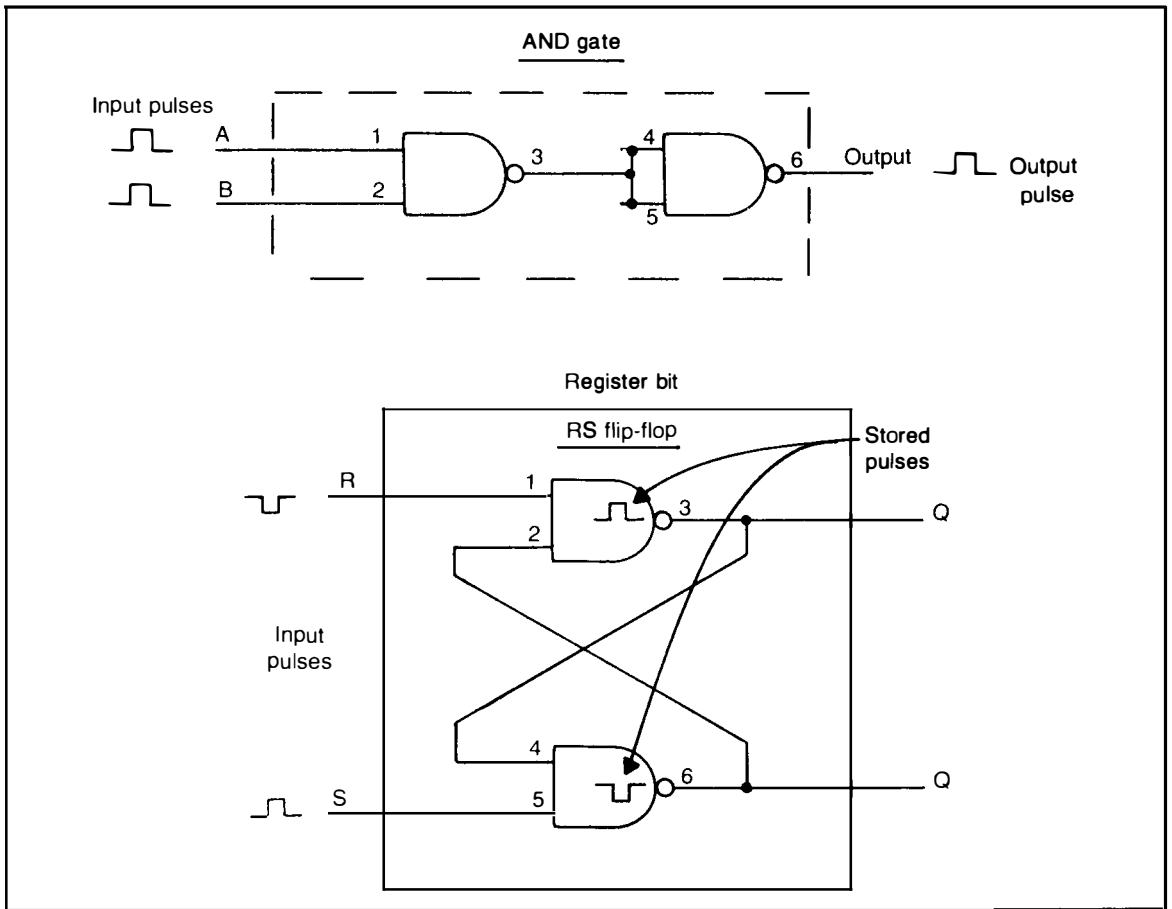 AND gate
Input pulses
A
1
3
4
6
Output
Output
pulse
B
2
5
Register bit
RS flip-flop
Stored
pulses
R
1
3
Q
2
Input
pulses
4
6
Q
S
5